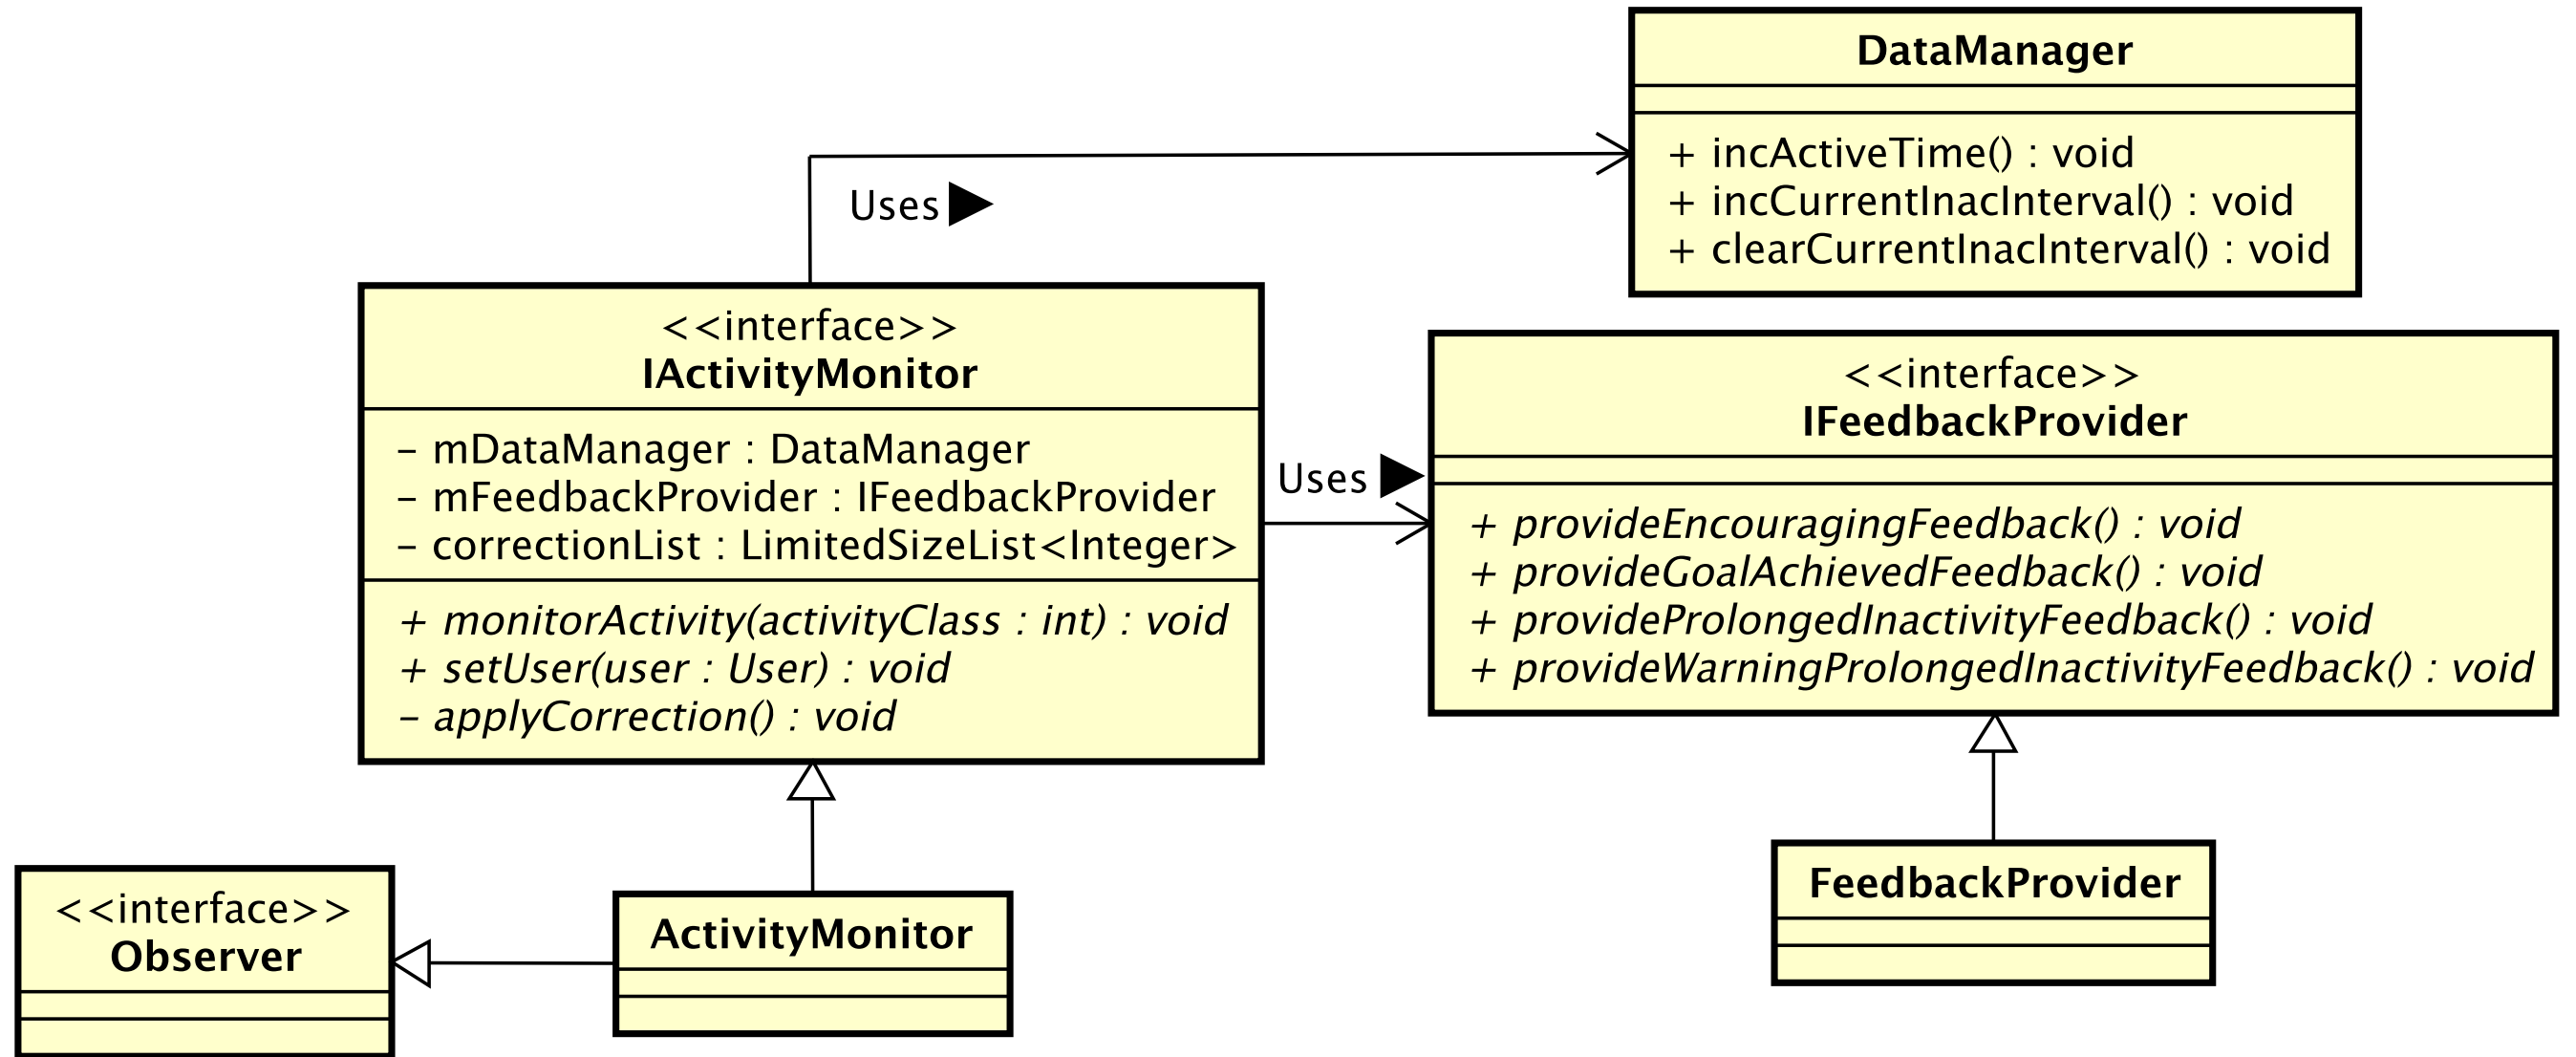 DataManager
+ incActiveTime() : void
+ incCurrentInacInterval() : void
+ clearCurrentInacInterval() : void
Uses
<<interface>>
IActivityMonitor
– mDataManager : DataManager
– mFeedbackProvider : IFeedbackProvider
– correctionList : LimitedSizeList<Integer>
+ monitorActivity(activityClass : int) : void
+ setUser(user : User) : void
– applyCorrection() : void
Uses
<<interface>>
IFeedbackProvider
+ provideEncouragingFeedback() : void
+ provideGoalAchievedFeedback() : void
+ provideProlongedInactivityFeedback() : void
+ provideWarningProlongedInactivityFeedback() : void
<<interface>>
Observer
ActivityMonitor
FeedbackProvider